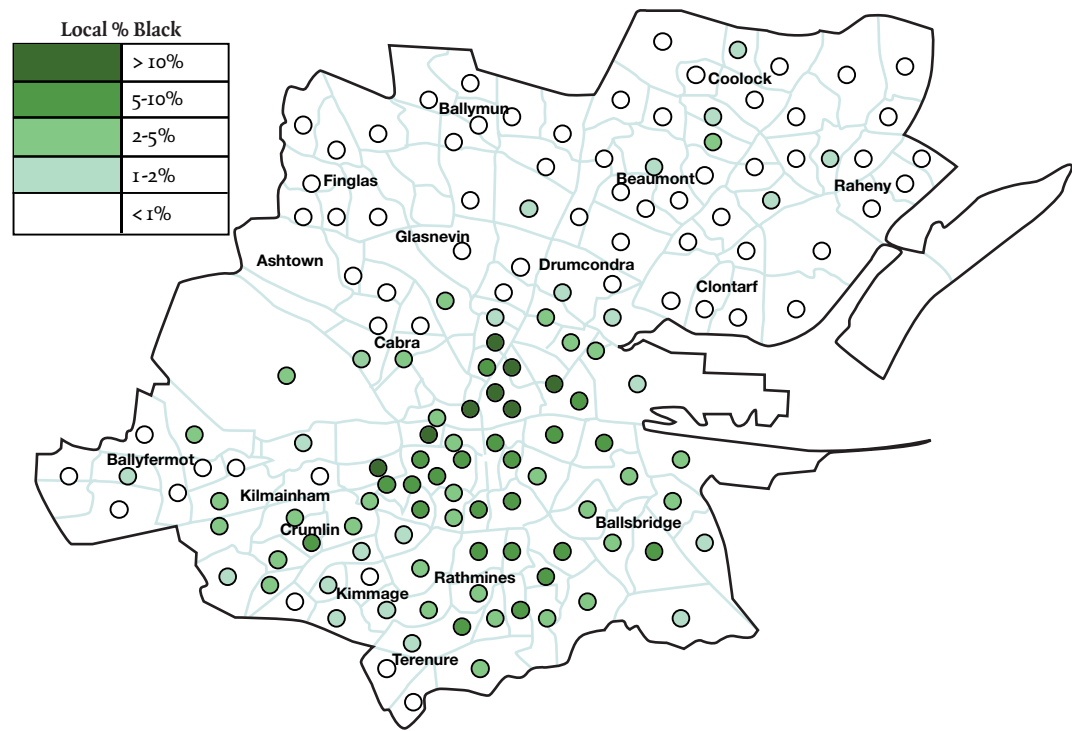 Local % Black
> 10%
5-10%
2-5%
1-2%
< 1%
Coolock
Ballymun
Finglas
Beaumont
Raheny
Glasnevin
Ashtown
Drumcondra
Clontarf
Cabra
Ballyfermot
Kilmainham
Crumlin
Ballsbridge
Rathmines
Kimmage
Terenure